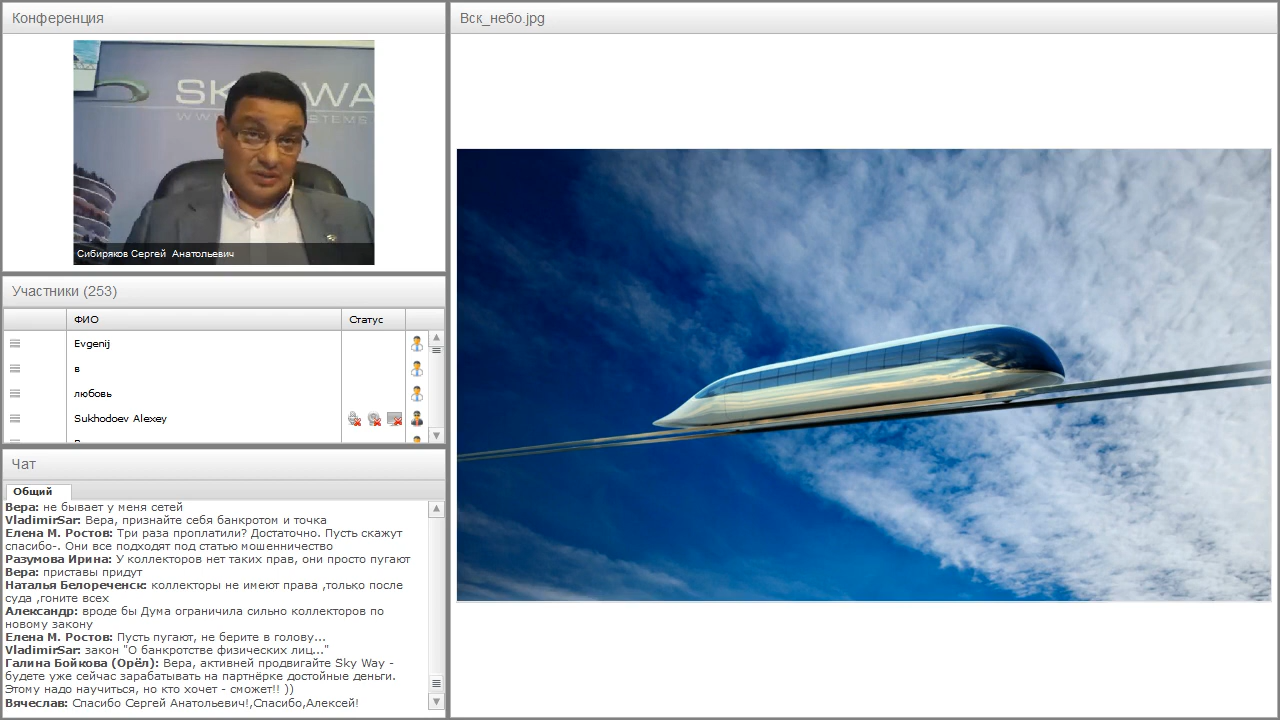 Конференция
SK WA
WW STEMS
Сибиряков Сергей Анатольевич
Участники (253)
ФИО Статус
Evgenij
в
любовь
Sukhodoev Alexey
Чат
Общий
Вера: не бывает у меня сетей
VladimirSar: Вера, признайте себя банкротом и точка
Елена М. Ростов: Три раза проплатили? Достаточно. Пусть скажут
спасибо-. Они все подходят под статью мошенничество
Разумова Ирина: У коллекторов нет таких прав, они просто пугают
Вера: приставы придут
Наталья Белореченск: коллекторы не имеют права ,только после
суда ,гоните всех
Александр: вроде бы Дума ограничила сильно коллекторов по
новому закону
Елена М. Ростов: Пусть пугают, не берите в голову...
VladimirSar: закон "О банкротстве физических лиц..."
Галина Бойкова (Орёл): Вера, активней продвигайте Sky Way -
будете уже сейчас зарабатывать на партнёрке достойные деньги.
Этому надо научиться, но кто хочет - сможет!! ))
Вячеслав: Спасибо Сергей Анатольевич!,Спасибо,Алексей!
Вск_небо.jpg